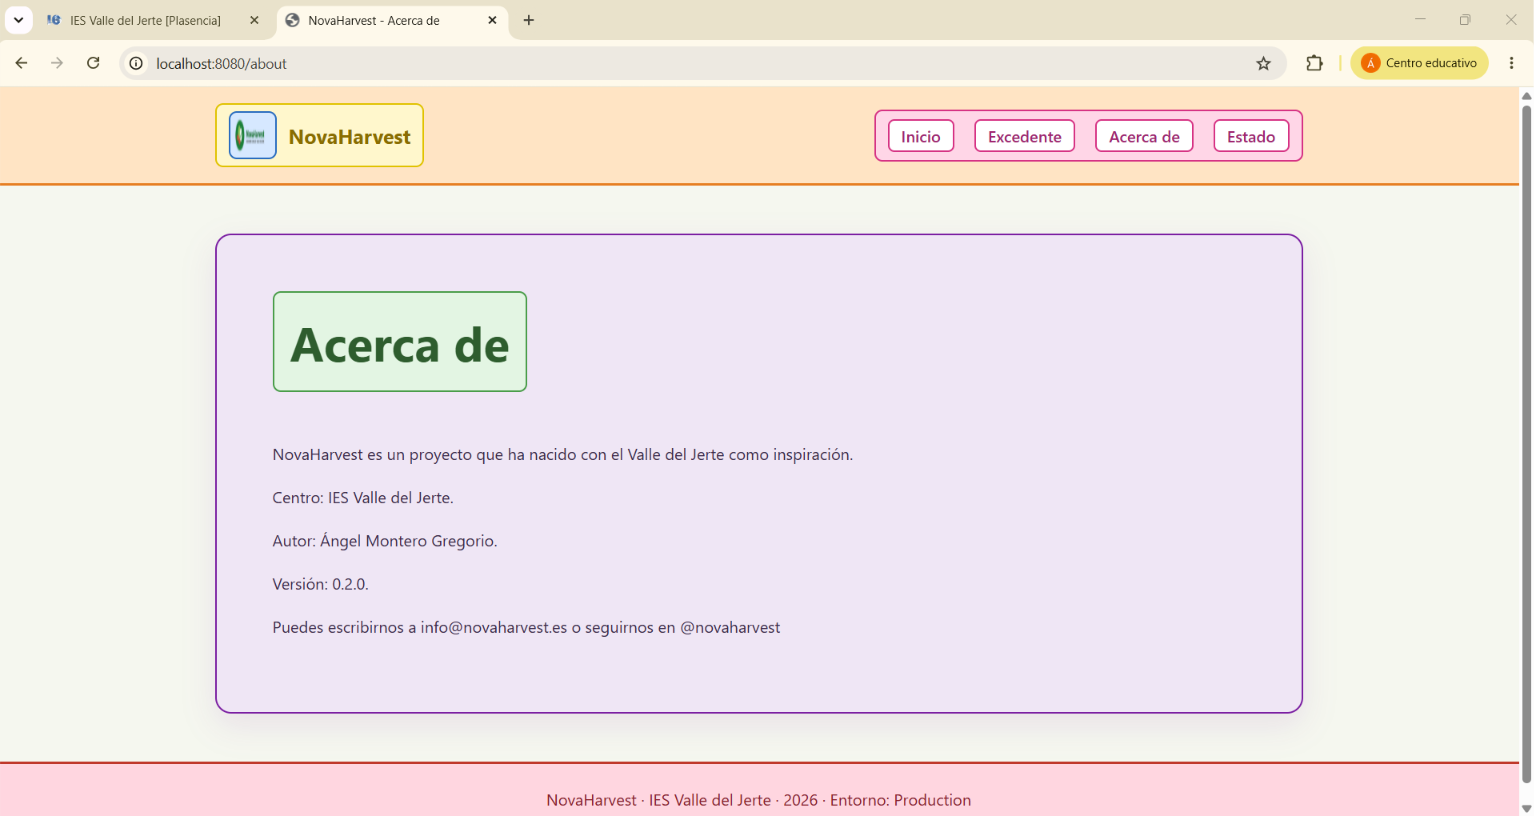 IES Valle del Jerte [Plasencia]
NovaHarvest - Acerca de
localhost:8080/about
Á
Centro educativo
NovaHarvest
Inicio
Excedente
Acerca de
Estado
Acerca de
NovaHarvest es un proyecto que ha nacido con el Valle del Jerte como inspiración.
Centro: IES Valle del Jerte.
Autor: Ángel Montero Gregorio.
Versión: 0.2.0.
Puedes escribirnos a info@novaharvest.es o seguirnos en @novaharvest
NovaHarvest · IES Valle del Jerte · 2026 · Entorno: Production